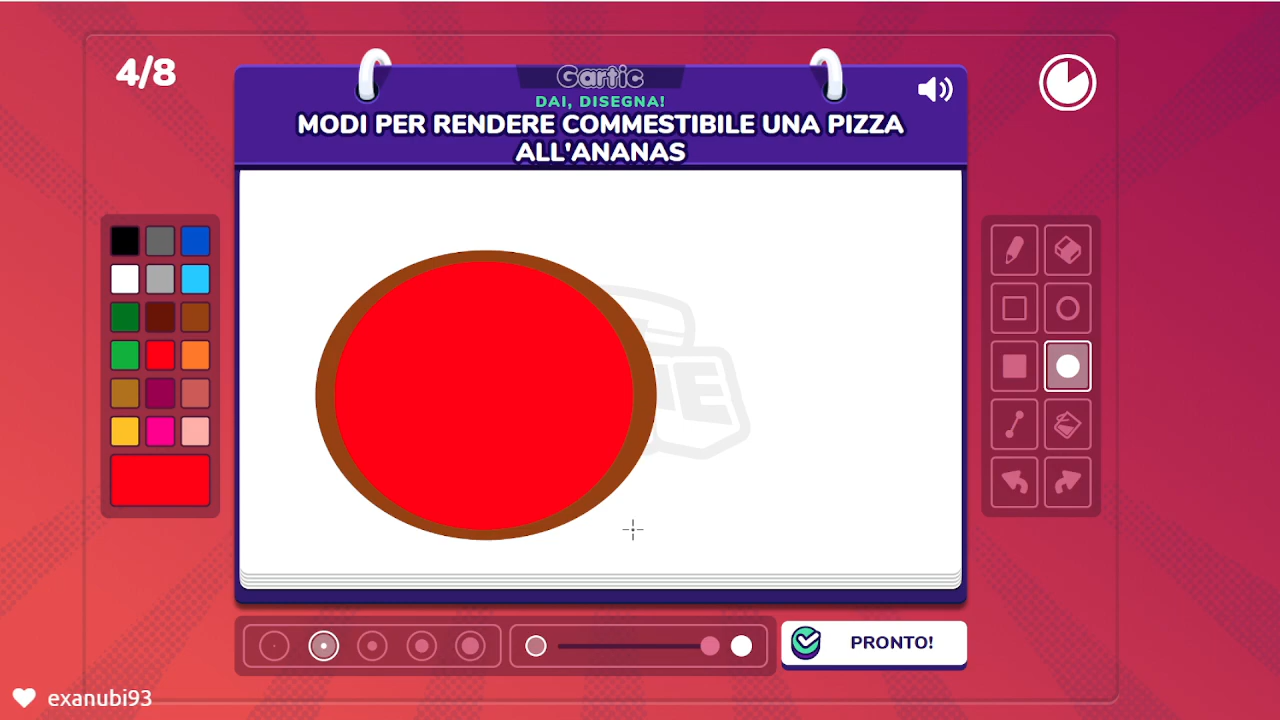 4/8
Gartic
DAI, DISEGNA!
MODI PER RENDERE COMMESTIBILE UNA PIZZA
ALL'ANANAS
PRONTO!
exanubi93